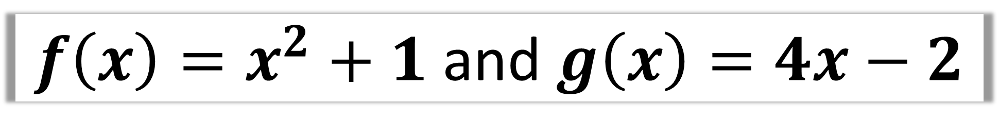 f(x) = x² + 1 and g(x) = 4x − 2